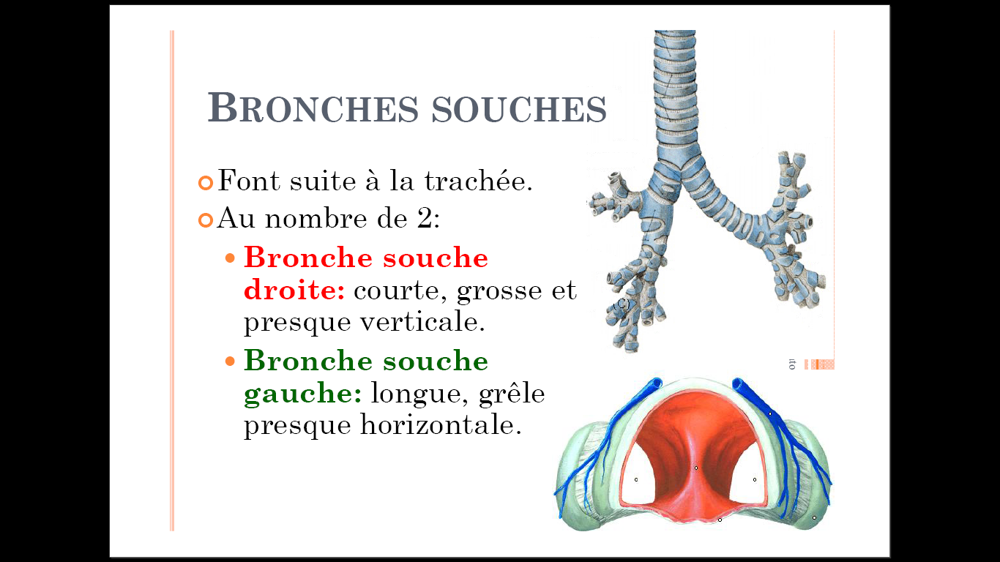 BRONCHES SOUCHES
Font suite à la trachée.
Au nombre de 2:
Bronche souche
droite: courte, grosse et
presque verticale.
Bronche souche
gauche: longue, grêle
presque horizontale.
(C)